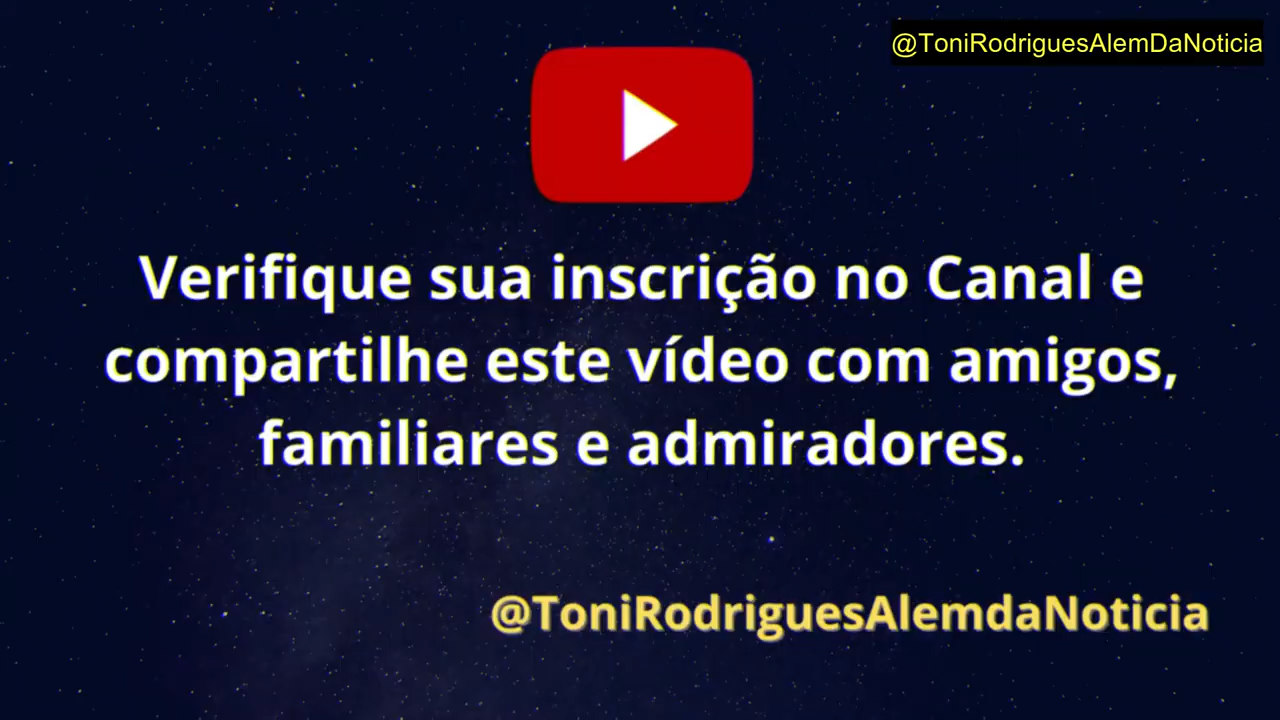 @ToniRodriguesAlemDaNoticia
Verifique sua inscrição no Canal e
compartilhe este vídeo com amigos,
familiares e admiradores.
@ToniRodriguesAlemdaNoticia